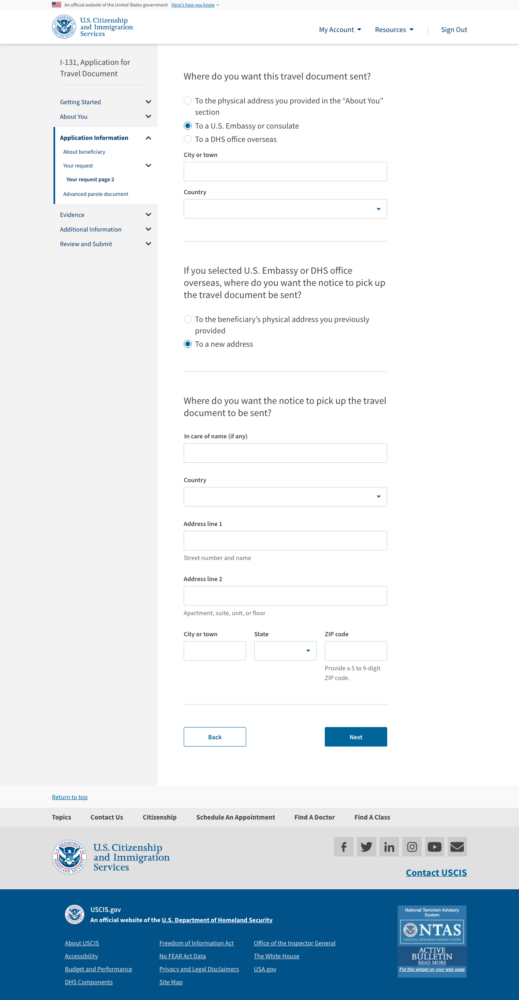 An official website of the United States government Here's how you know
U.S. Citizenship
and Immigration
Services
My Account
Resources
Sign Out
I-131, Application for
Travel Document
Getting Started
About You
Application Information
About beneficiary
Your request
Your request page 2
Advanced parole document
Evidence
Additional Information
Review and Submit
Where do you want this travel document sent?
To the physical address you provided in the “About You”
section
To a U.S. Embassy or consulate
To a DHS office overseas
City or town
Country
If you selected U.S. Embassy or DHS office
overseas, where do you want the notice to pick up
the travel document be sent?
To the beneficiary’s physical address you previously
provided
To a new address
Where do you want the notice to pick up the travel
document to be sent?
In care of name (if any)
Country
Address line 1
Street number and name
Address line 2
Apartment, suite, unit, or floor
City or town
State
ZIP code
Provide a 5 to 9-digit
ZIP code.
Back
Next
Return to top
Topics
Contact Us
Citizenship
Schedule An Appointment
Find A Doctor
Find A Class
U.S. DEPARTMENT OF
HOMELAND SECURITY
U.S. Citizenship
and Immigration
Services
Contact USCIS
USCIS.gov
An official website of the U.S. Department of Homeland Security
About USCIS
Accessibility
Budget and Performance
DHS Components
Freedom of Information Act
No FEAR Act Data
Privacy and Legal Disclaimers
Site Map
Office of the Inspector General
The White House
USA.gov
National Terrorism Advisory
System
NTAS
NATIONAL TERRORISM ADVISORY SYSTEM
ACTIVE
BULLETIN
READ MORE
Put this widget on your web page